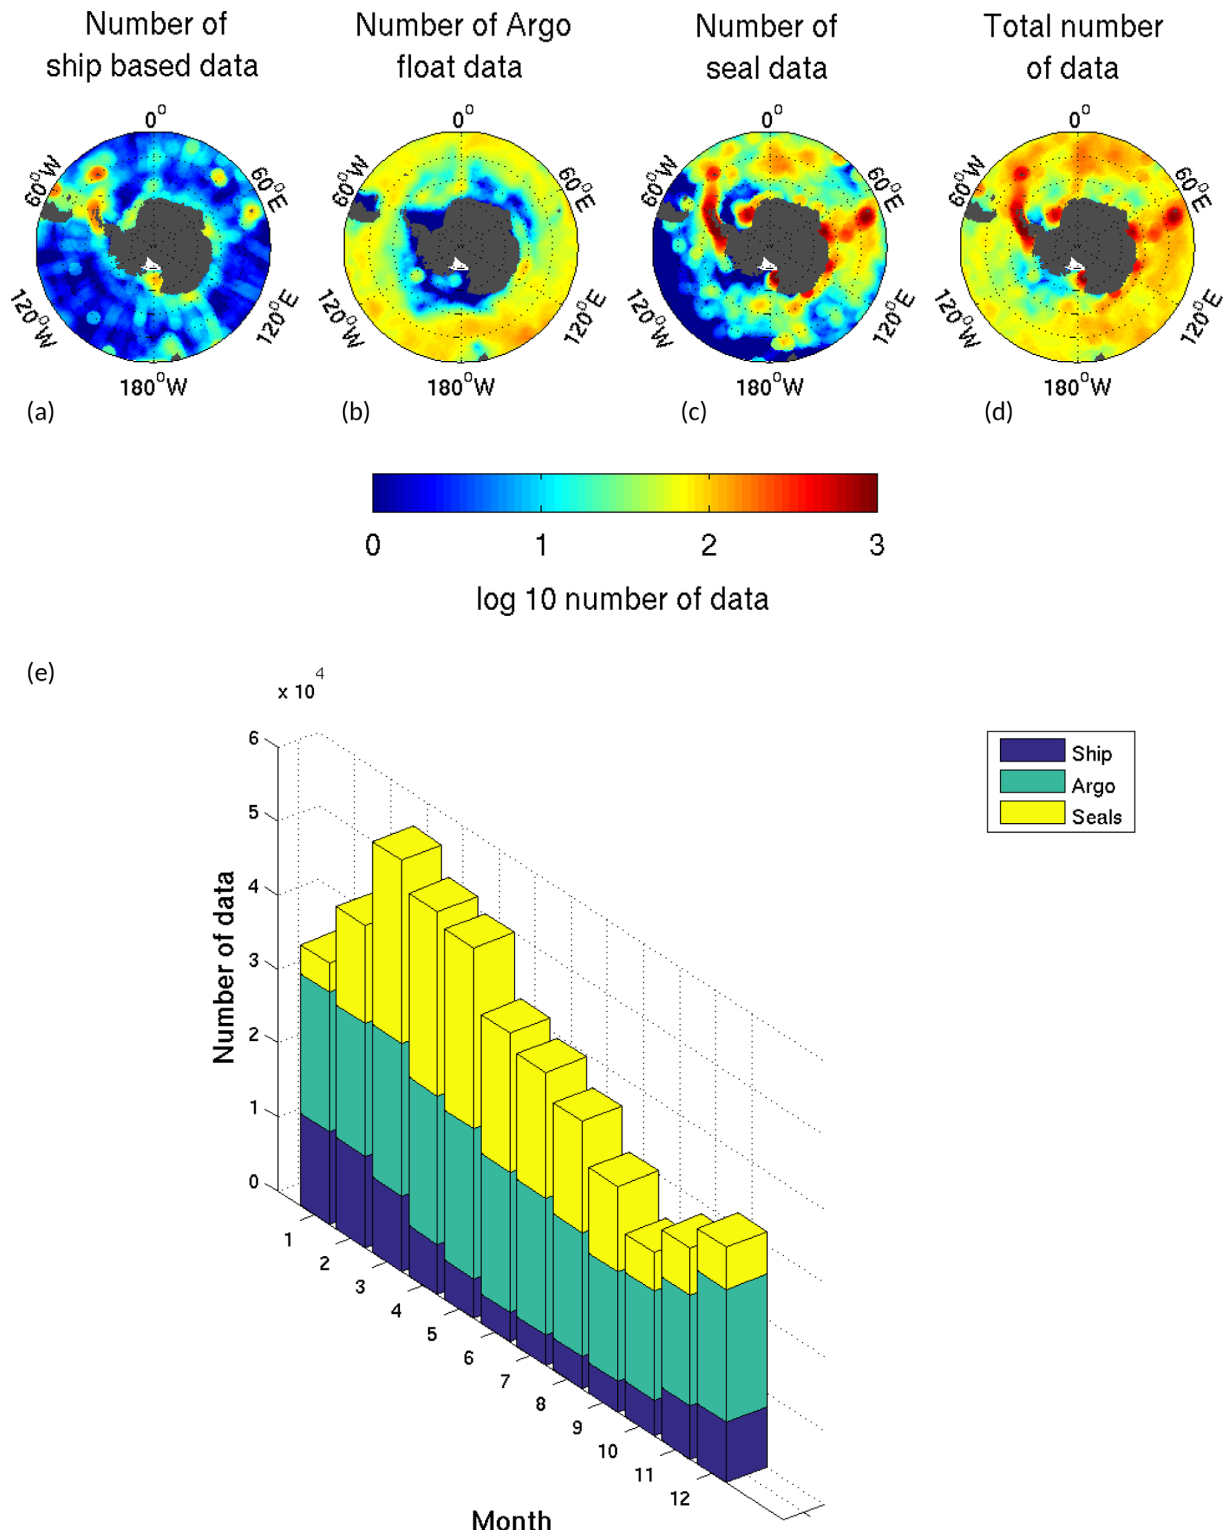 Number of
ship based data
Number of Argo
float data
Number of
seal data
Total number
of data
0°
60°W
60°E
120°W
120°E
180°W
0°
60°W
60°E
120°W
120°E
180°W
0°
60°W
60°E
120°W
120°E
180°W
0°
60°W
60°E
120°W
120°E
180°W
(a)
(b)
(c)
(d)
0 1 2 3
log 10 number of data
(e)
x 10⁴
6
5
4
3
2
1
0
Number of data
Ship
Argo
Seals
1
2
3
4
5
6
7
8
9
10
11
12
Month